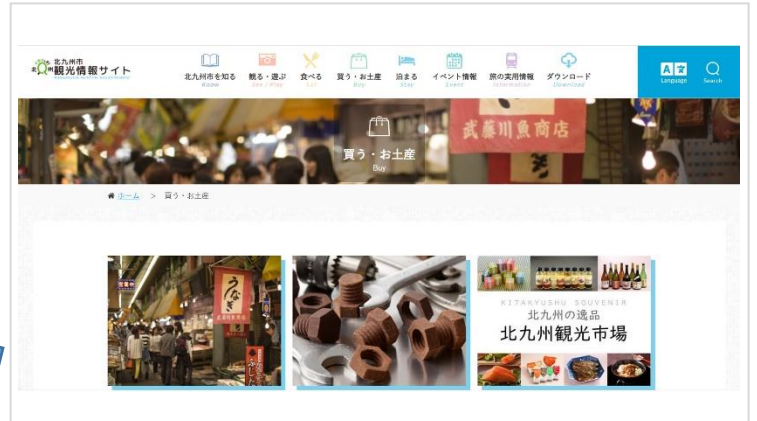 北九州市
観光情報サイト
北九州市を知る
Know
観る・遊ぶ
See / Play
食べる
Eat
買う・お土産
Buy
泊まる
Stay
イベント情報
Event
旅の実用情報
Information
ダウンロード
Download
Language
Search
武藤川魚商店
買う・お土産
Buy
ホーム > 買う・お土産
うなぎ
KITAKYUSHU SOUVENIR
北九州の逸品
北九州観光市場